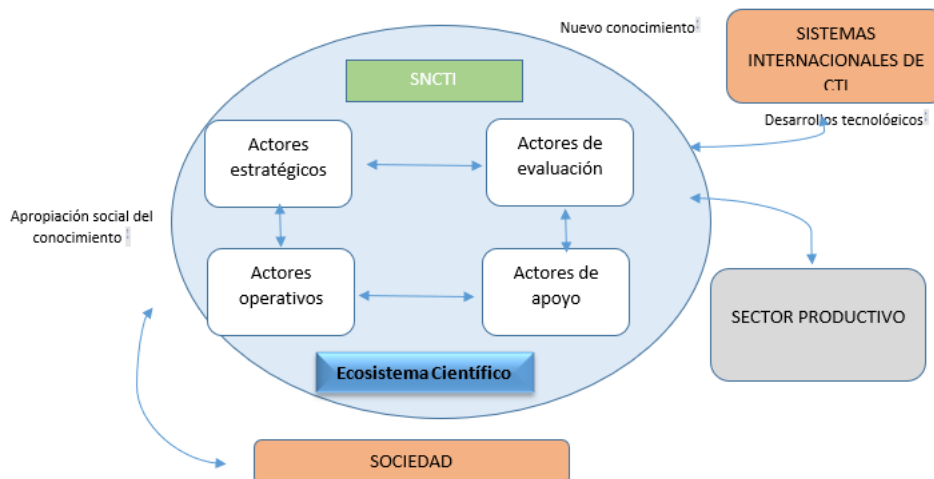 Nuevo conocimiento
SISTEMAS
INTERNACIONALES DE
CTI
SNCTI
Desarrollos tecnológicos
Actores
estratégicos
Actores de
evaluación
Apropiación social del
conocimiento
Actores
operativos
Actores de
apoyo
SECTOR PRODUCTIVO
Ecosistema Científico
SOCIEDAD